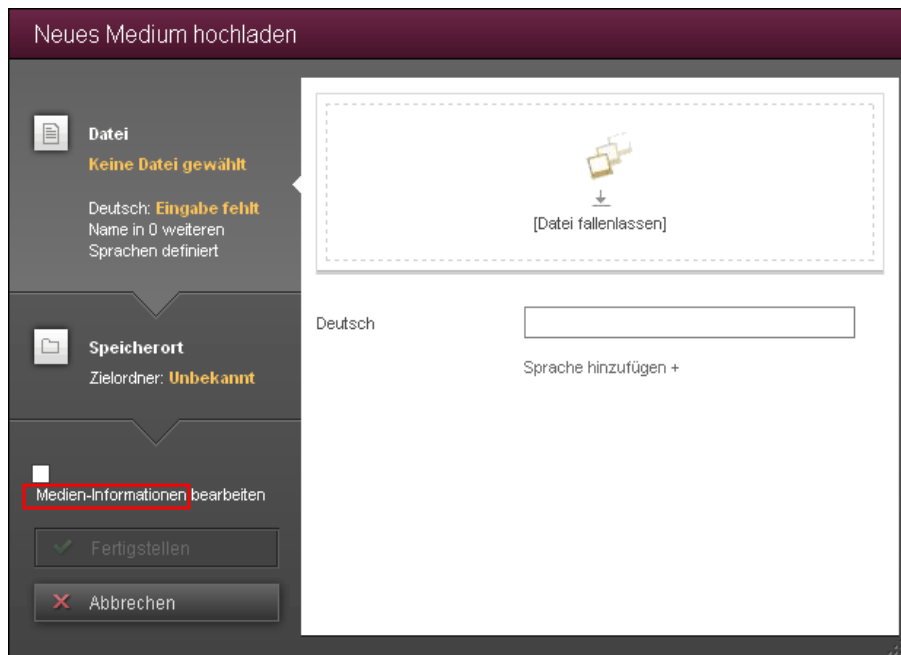 Neues Medium hochladen
Datei
Keine Datei gewählt
Deutsch: Eingabe fehlt
Name in 0 weiteren
Sprachen definiert
Speicherort
Zielordner: Unbekannt
Medien-Informationen bearbeiten
Fertigstellen
Abbrechen
[Datei fallenlassen]
Deutsch
Sprache hinzufügen +